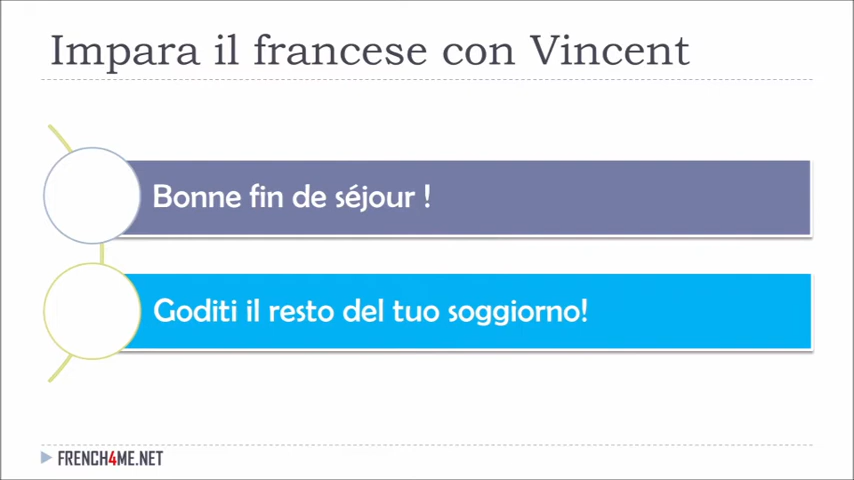 Impara il francese con Vincent
Bonne fin de séjour !
Goditi il resto del tuo soggiorno!
FRENCH4ME.NET